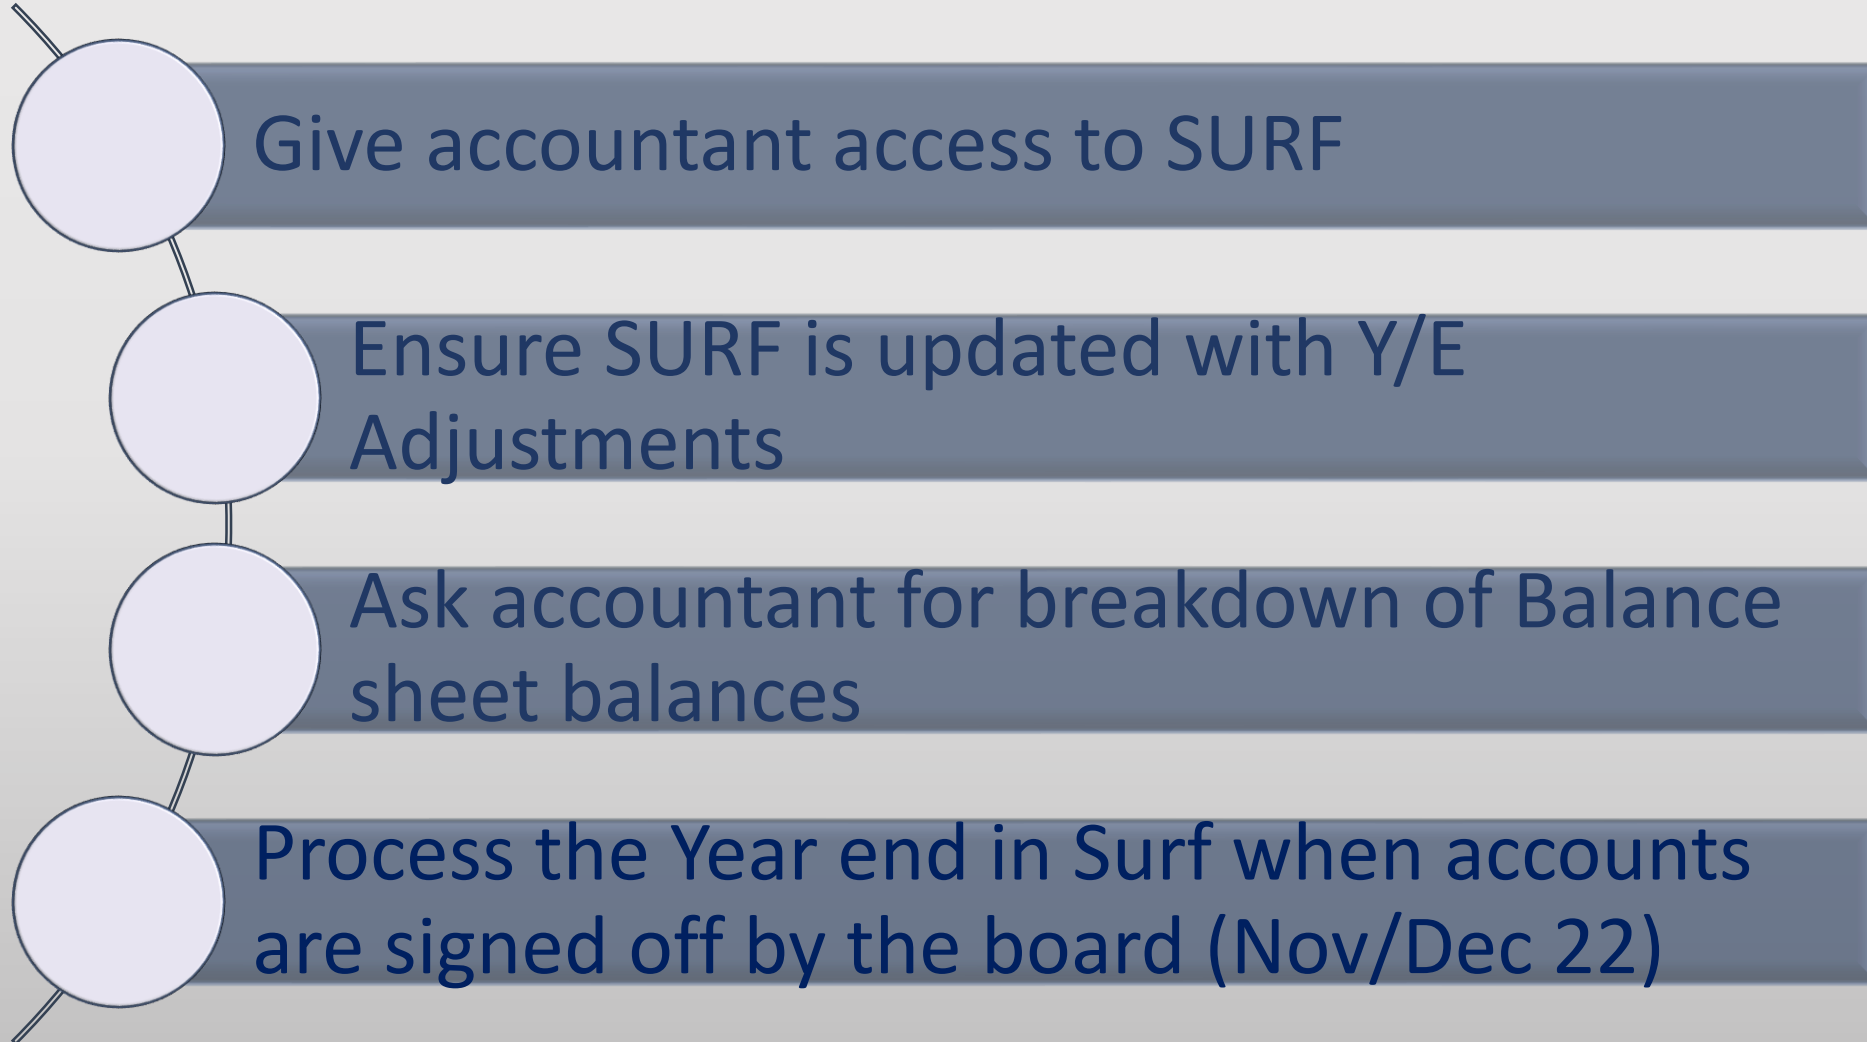 Give accountant access to SURF
Ensure SURF is updated with Y/E
Adjustments
Ask accountant for breakdown of Balance
sheet balances
Process the Year end in Surf when accounts
are signed off by the board (Nov/Dec 22)